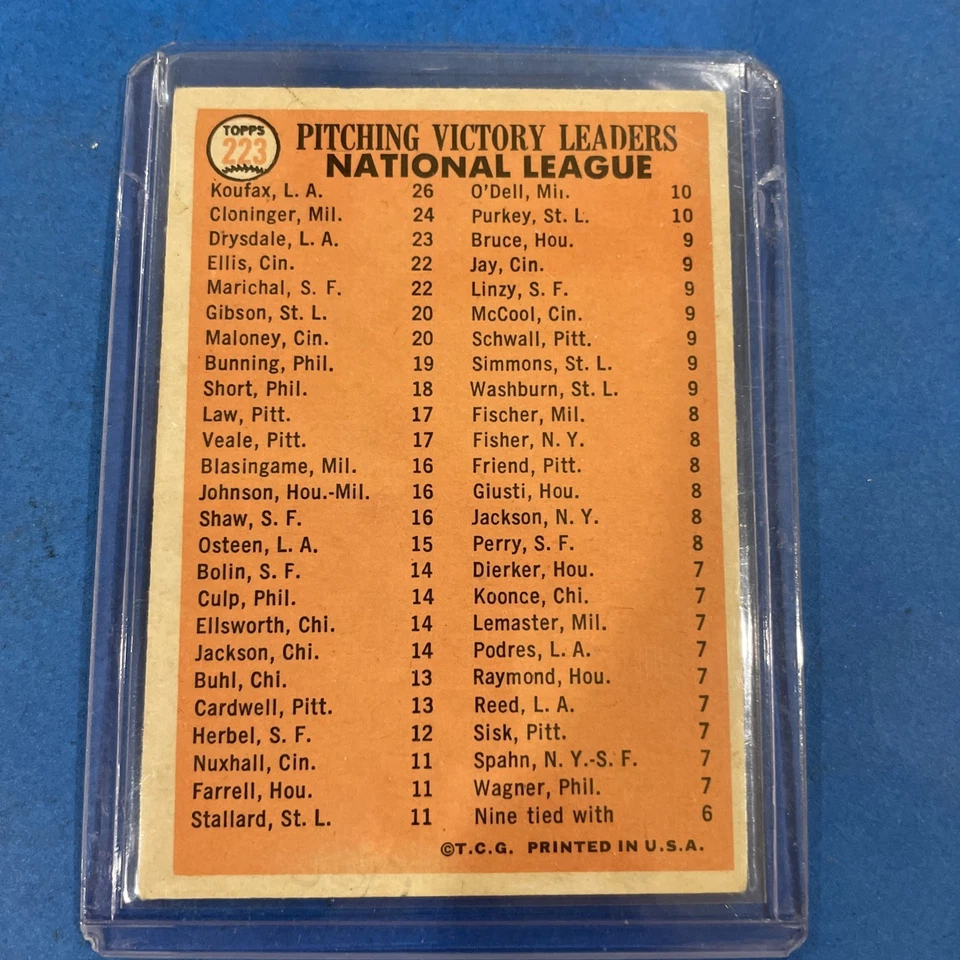 TOPPS
223
PITCHING VICTORY LEADERS
NATIONAL LEAGUE
Koufax, L. A. 26
Cloninger, Mil. 24
Drysdale, L. A. 23
Ellis, Cin. 22
Marichal, S. F. 22
Gibson, St. L. 20
Maloney, Cin. 20
Bunning, Phil. 19
Short, Phil. 18
Law, Pitt. 17
Veale, Pitt. 17
Blasingame, Mil. 16
Johnson, Hou.-Mil. 16
Shaw, S. F. 16
Osteen, L. A. 15
Bolin, S. F. 14
Culp, Phil. 14
Ellsworth, Chi. 14
Jackson, Chi. 14
Buhl, Chi. 13
Cardwell, Pitt. 13
Herbel, S. F. 12
Nuxhall, Cin. 11
Farrell, Hou. 11
Stallard, St. L. 11
O'Dell, Mil. 10
Purkey, St. L. 10
Bruce, Hou. 9
Jay, Cin. 9
Linzy, S. F. 9
McCool, Cin. 9
Schwall, Pitt. 9
Simmons, St. L. 9
Washburn, St. L. 9
Fischer, Mil. 8
Fisher, N. Y. 8
Friend, Pitt. 8
Giusti, Hou. 8
Jackson, N. Y. 8
Perry, S. F. 8
Dierker, Hou. 7
Koonce, Chi. 7
Lemaster, Mil. 7
Podres, L. A. 7
Raymond, Hou. 7
Reed, L. A. 7
Sisk, Pitt. 7
Spahn, N. Y.-S. F. 7
Wagner, Phil. 7
Nine tied with 6
©T.C.G. PRINTED IN U.S.A.